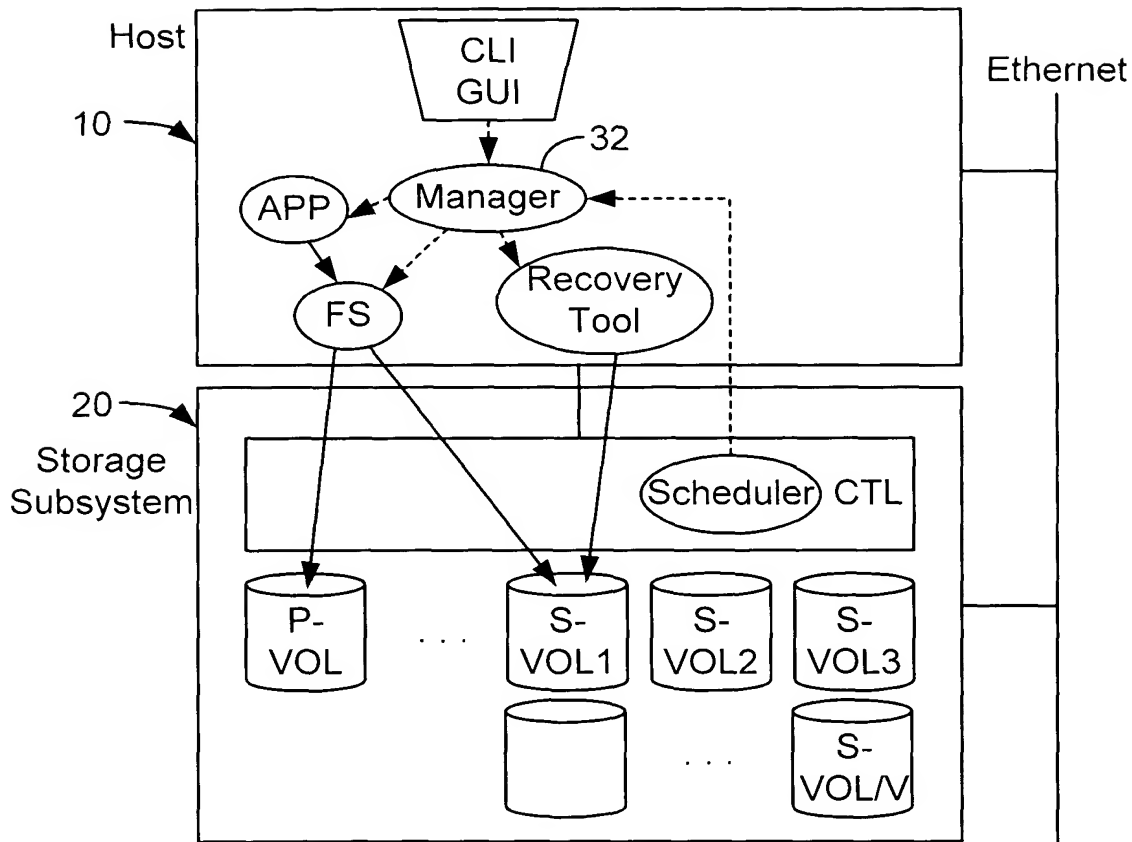 Host
CLI
GUI
Ethernet
10
32
Manager
APP
Recovery
Tool
FS
20
Storage
Subsystem
Scheduler
CTL
P-
VOL
. . .
S-
VOL1
S-
VOL2
S-
VOL3
. . .
S-
VOL/V